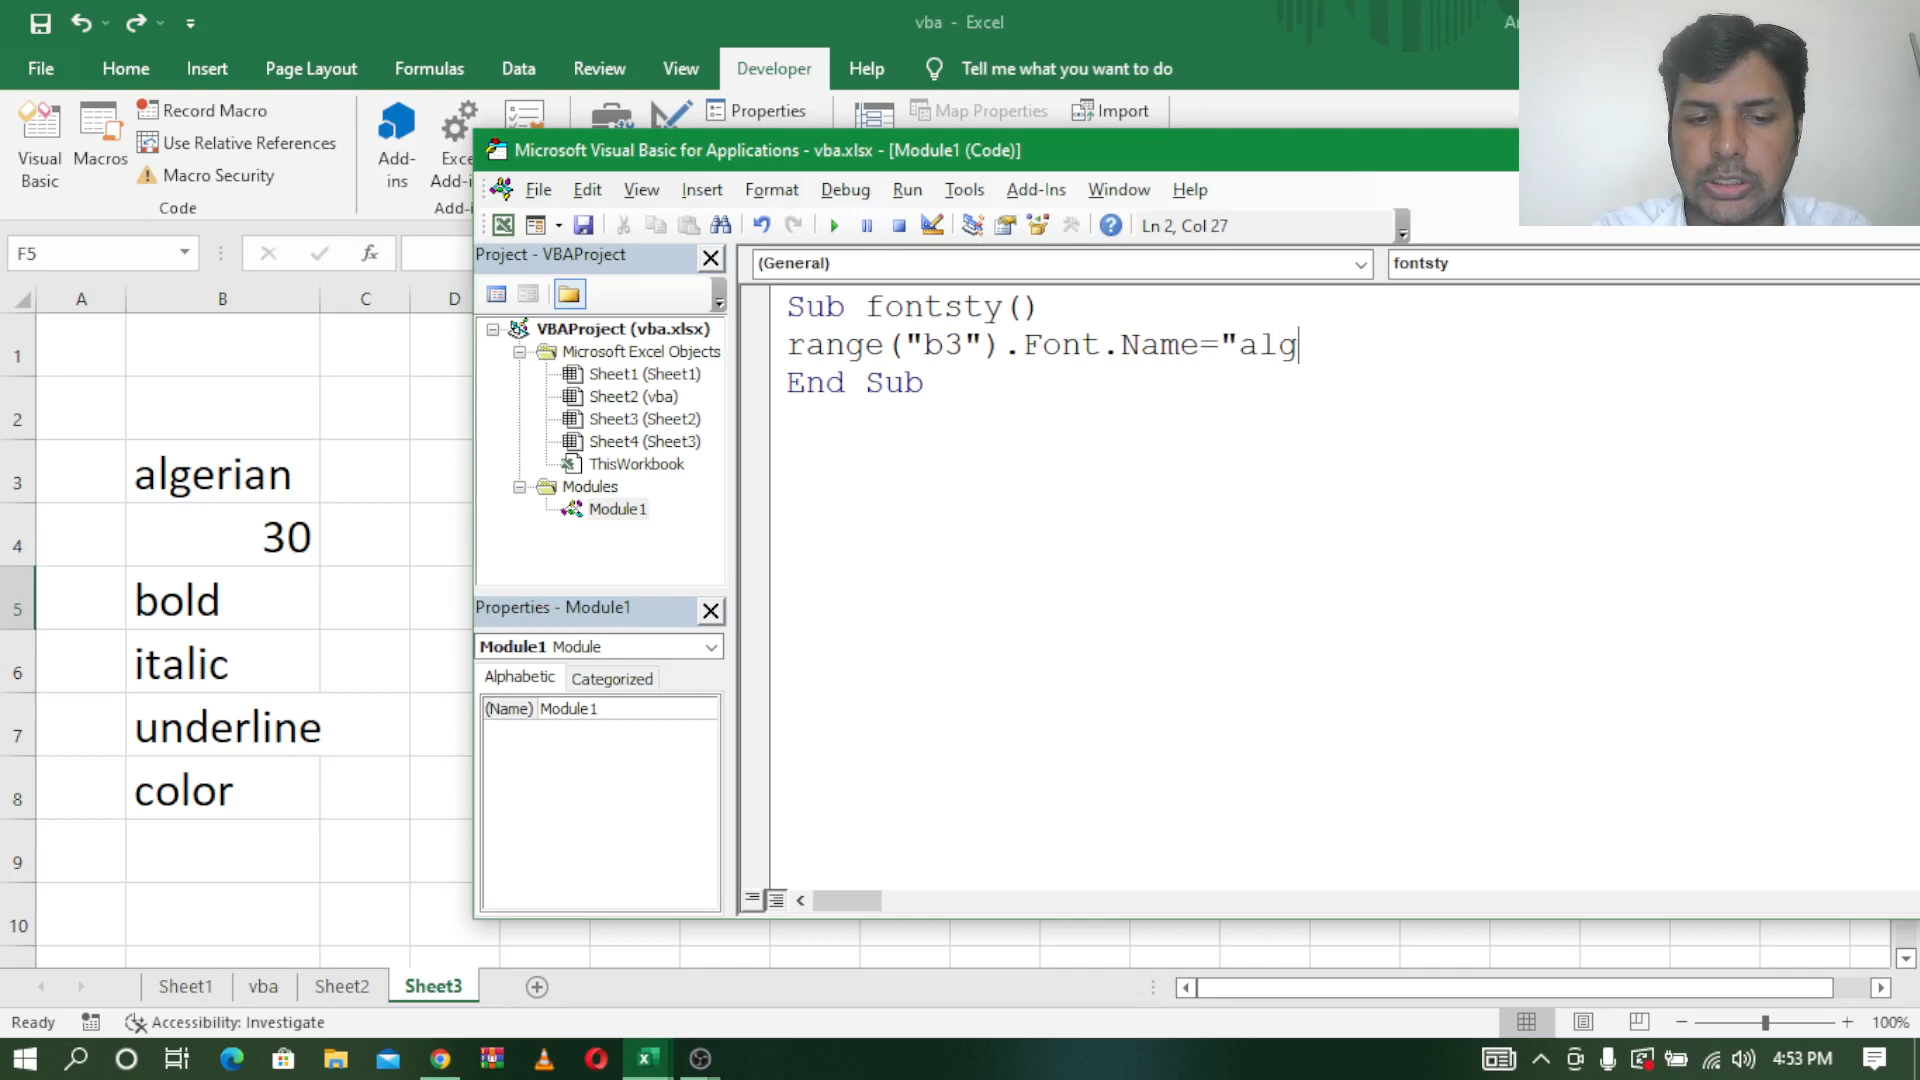 vba - Excel
File Home Insert Page Layout Formulas Data Review View Developer Help Tell me what you want to do
Visual Basic
Macros
Record Macro
Use Relative References
Macro Security
Code
Add-ins
Properties
Map Properties
Import
Microsoft Visual Basic for Applications - vba.xlsx - [Module1 (Code)]
File Edit View Insert Format Debug Run Tools Add-Ins Window Help
Ln 2, Col 27
F5
fx
Project - VBAProject
(General)
fontsty
A B C D
VBAProject (vba.xlsx)
Microsoft Excel Objects
Sheet1 (Sheet1)
Sheet2 (vba)
Sheet3 (Sheet2)
Sheet4 (Sheet3)
ThisWorkbook
Modules
Module1
Sub fontsty()
range("b3").Font.Name="alg
End Sub
1
2
3 algerian
4 30
5 bold
6 italic
7 underline
8 color
9
10
Properties - Module1
Module1 Module
Alphabetic Categorized
(Name) Module1
Sheet1 vba Sheet2 Sheet3
Ready
Accessibility: Investigate
100%
4:53 PM